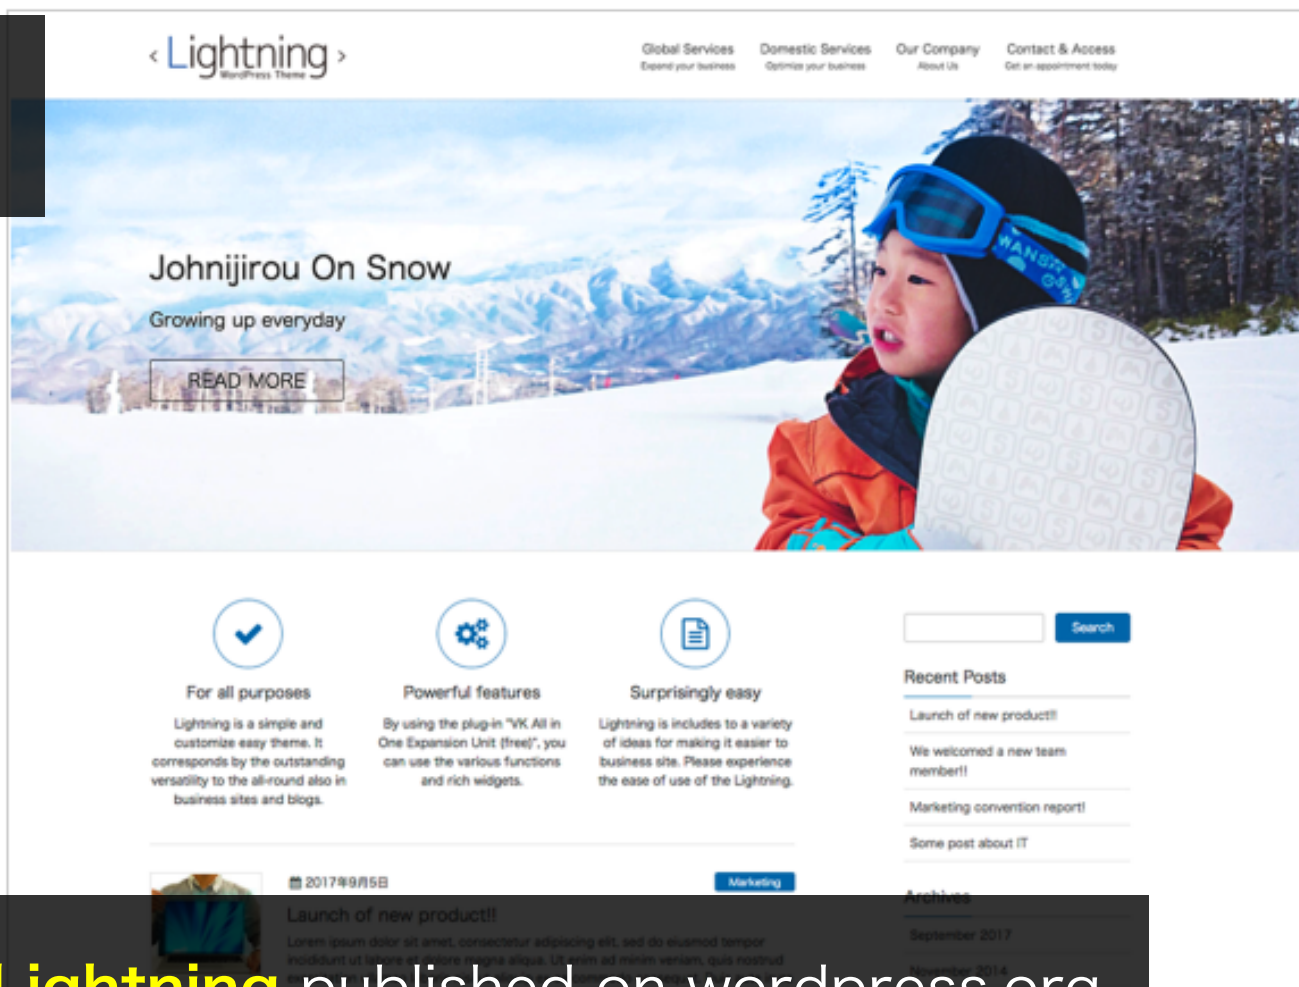 ‹ Lightning ›
WordPress Theme
Global Services
Expand your business
Domestic Services
Optimize your business
Our Company
About Us
Contact & Access
Get an appointment today
Johnijirou On Snow
Growing up everyday
READ MORE
For all purposes
Lightning is a simple and
customize easy theme. It
corresponds by the outstanding
versatility to the all-round also in
business sites and blogs.
Powerful features
By using the plug-in "VK All in
One Expansion Unit (free)", you
can use the various functions
and rich widgets.
Surprisingly easy
Lightning is includes to a variety
of ideas for making it easier to
business site. Please experience
the ease of use of the Lightning.
Search
Recent Posts
Launch of new product!!
We welcomed a new team
member!!
Marketing convention report!
Some post about IT
Archives
September 2017
November 2014
2017年9月5日
Marketing
Launch of new product!!
Lorem ipsum dolor sit amet, consectetur adipiscing elit, sed do eiusmod tempor
incididunt ut labore et dolore magna aliqua. Ut enim ad minim veniam, quis nostrud
Lightning published on wordpress.org